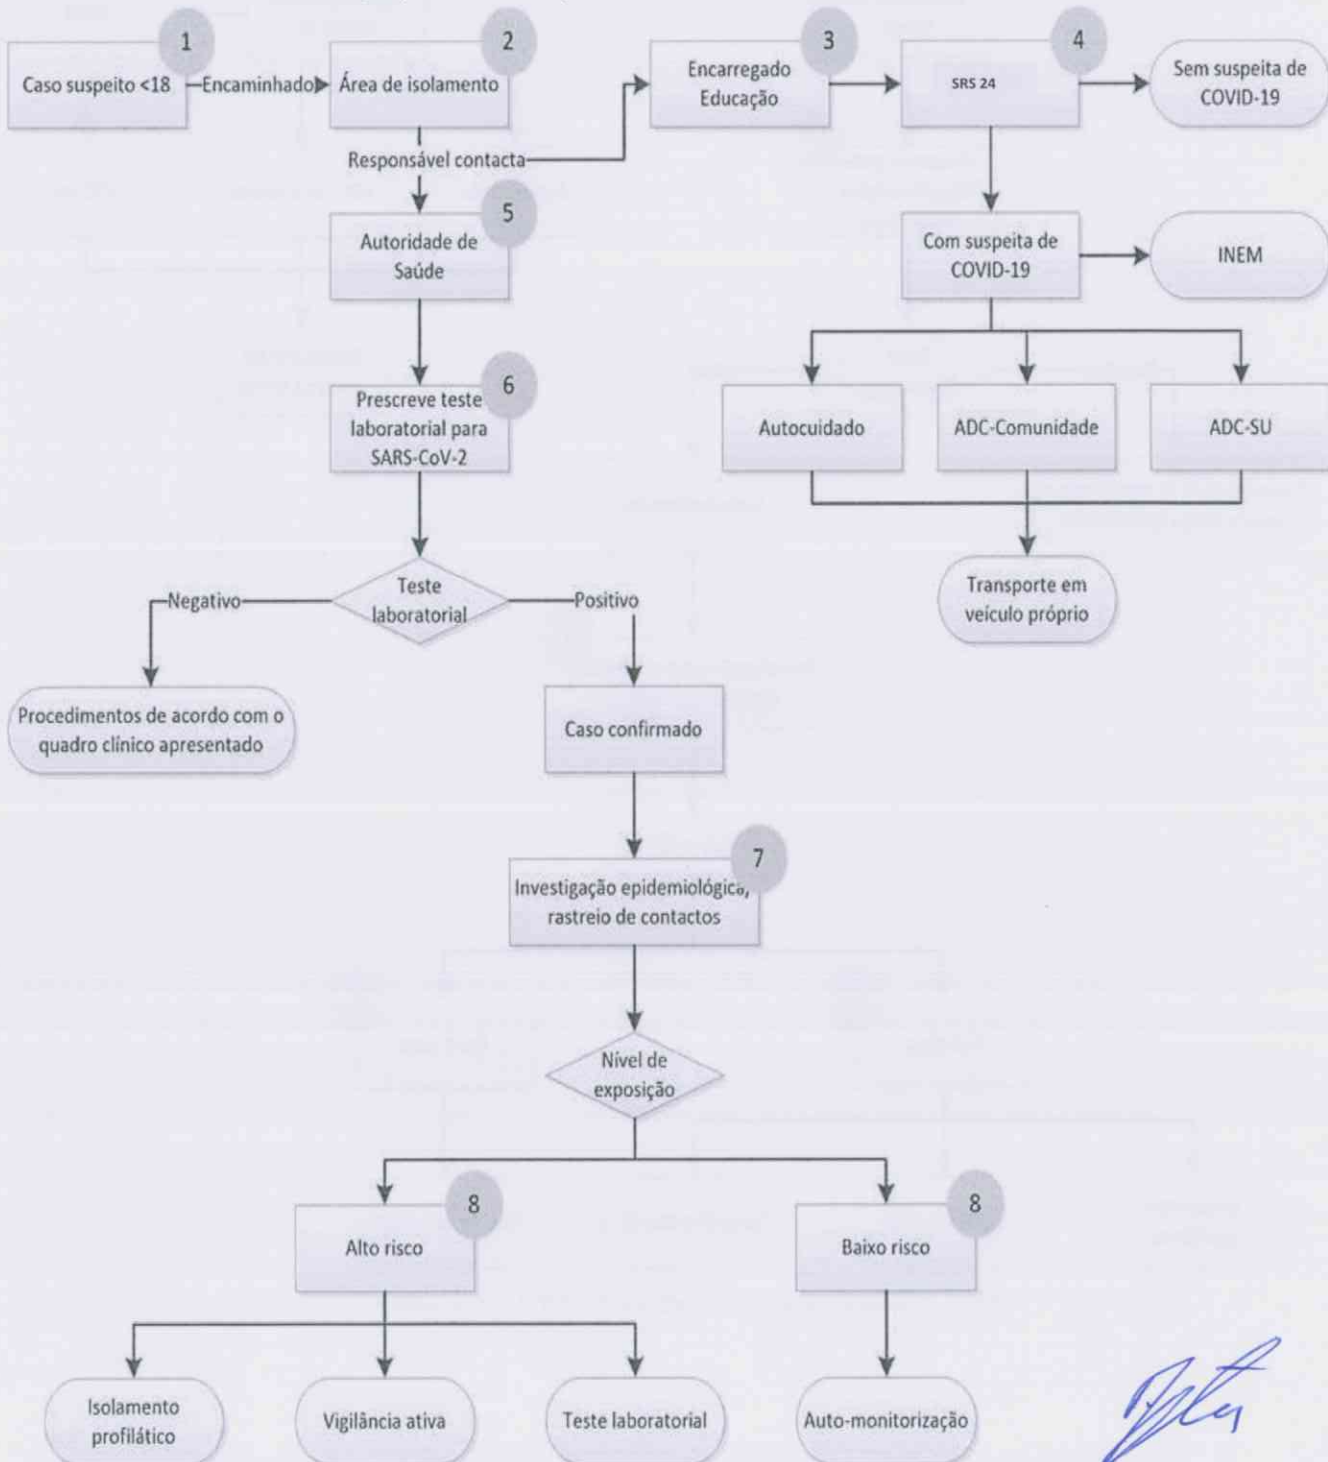 1
Caso suspeito <18
Encaminhado
2
Área de isolamento
3
Encarregado
Educação
4
SRS 24
Sem suspeita de
COVID-19
Responsável contacta
5
Autoridade de
Saúde
Com suspeita de
COVID-19
INEM
6
Prescreve teste
laboratorial para
SARS-CoV-2
Autocuidado
ADC-Comunidade
ADC-SU
Transporte em
veículo próprio
Teste
laboratorial
Negativo
Positivo
Procedimentos de acordo com o
quadro clínico apresentado
Caso confirmado
7
Investigação epidemiológica,
rastreio de contactos
Nível de
exposição
8
Alto risco
8
Baixo risco
Isolamento
profilático
Vigilância ativa
Teste laboratorial
Auto-monitorização